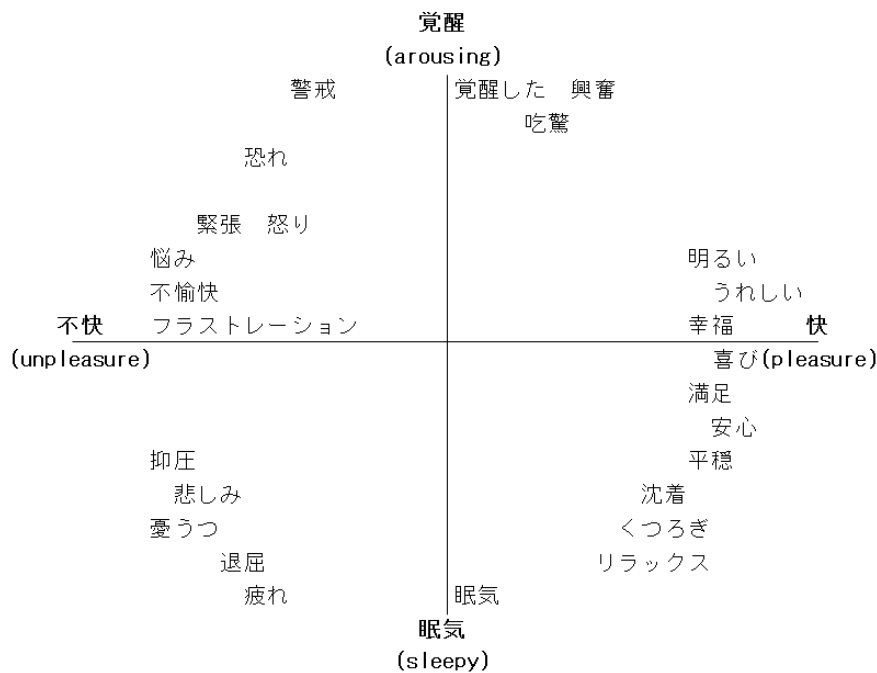 覚醒
(arousing)
警戒 覚醒した 興奮
吃驚
恐れ
緊張 怒り
悩み 明るい
不愉快 うれしい
不快 フラストレーション 幸福 快
(unpleasure) 喜び(pleasure)
満足
安心
抑圧 平穏
悲しみ 沈着
憂うつ くつろぎ
退屈 リラックス
疲れ 眠気
眠気
(sleepy)